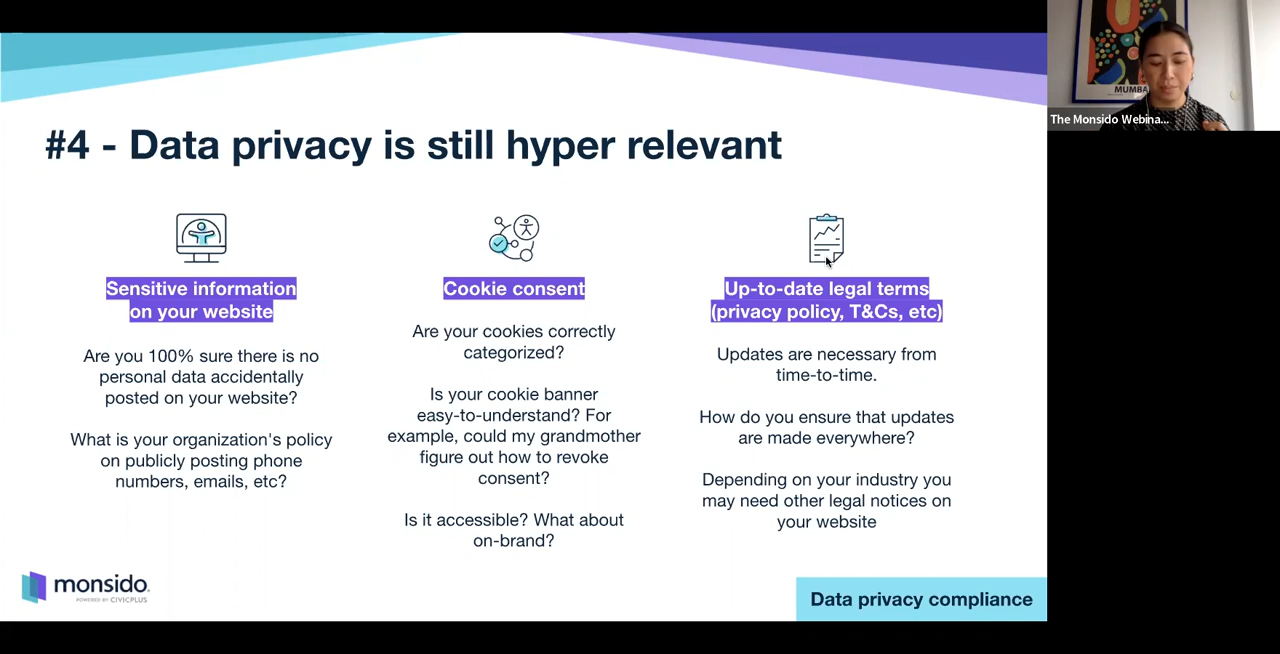 #4 - Data privacy is still hyper relevant
Sensitive information
on your website
Are you 100% sure there is no
personal data accidentally
posted on your website?
What is your organization's policy
on publicly posting phone
numbers, emails, etc?
Cookie consent
Are your cookies correctly
categorized?
Is your cookie banner
easy-to-understand? For
example, could my grandmother
figure out how to revoke
consent?
Is it accessible? What about
on-brand?
Up-to-date legal terms
(privacy policy, T&Cs, etc)
Updates are necessary from
time-to-time.
How do you ensure that updates
are made everywhere?
Depending on your industry you
may need other legal notices on
your website
monsido
POWERED BY CIVICPLUS
Data privacy compliance
MUMBA
The Monsido Webina...